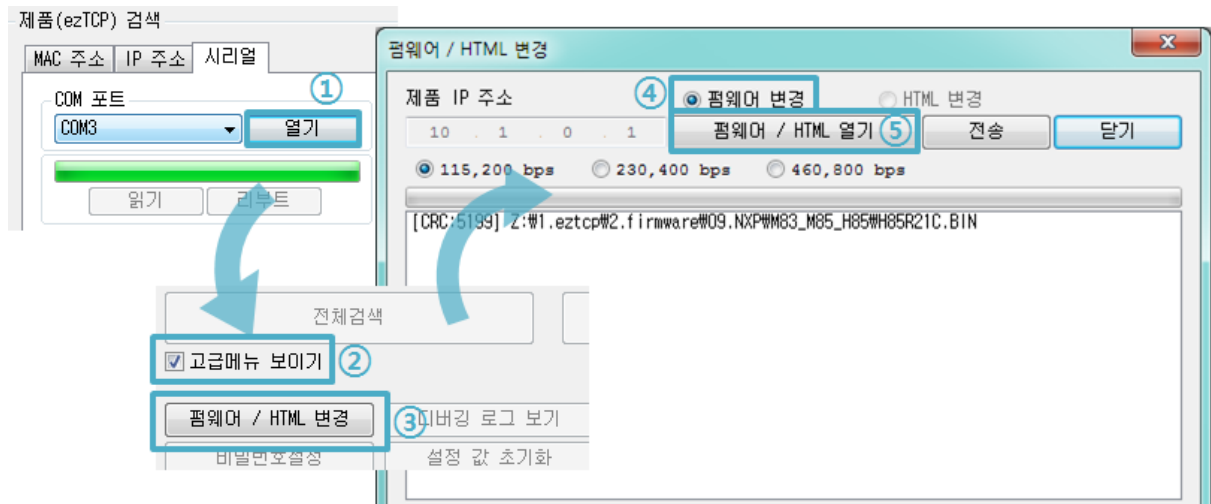 제품(ezTCP) 검색
MAC 주소 IP 주소 시리얼
COM 포트
①
COM3 열기
읽기 리부트
펌웨어 / HTML 변경
제품 IP 주소 ④ 펌웨어 변경 HTML 변경
10 . 1 . 0 . 1 펌웨어 / HTML 열기 ⑤ 전송 닫기
115,200 bps 230,400 bps 460,800 bps
[CRC:5199] Z:₩1.eztcp₩2.firmware₩09.NXP₩M83_M85_H85₩H85R21C.BIN
전체검색
고급메뉴 보이기 ②
펌웨어 / HTML 변경 ③ 디버깅 로그 보기
비밀번호설정 설정 값 초기화